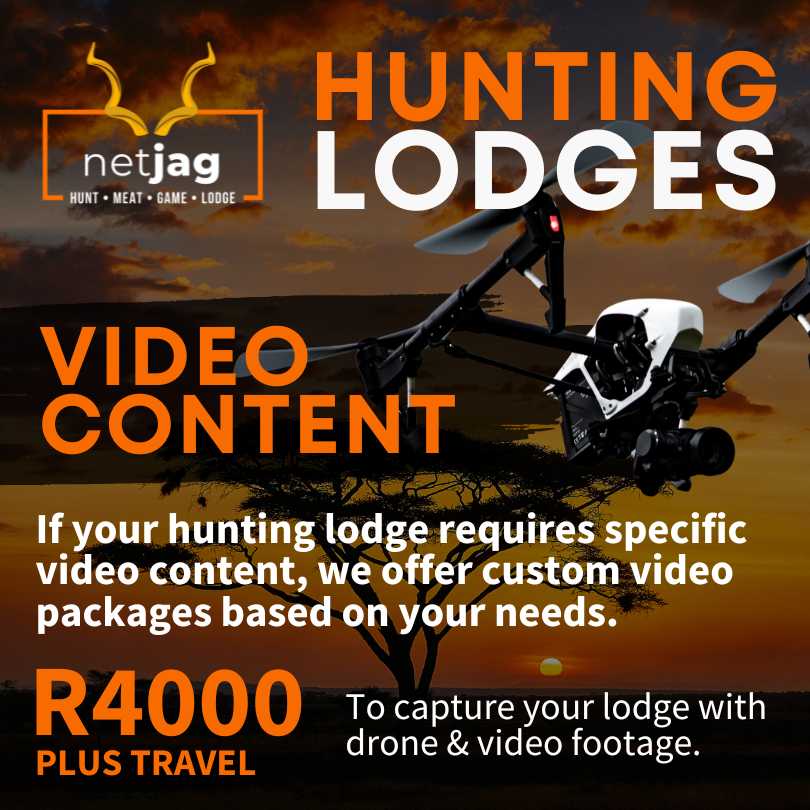 netjag
HUNT • MEAT • GAME • LODGE
HUNTING
LODGES
VIDEO
CONTENT
If your hunting lodge requires specific
video content, we offer custom video
packages based on your needs.
R4000
PLUS TRAVEL
To capture your lodge with
drone & video footage.